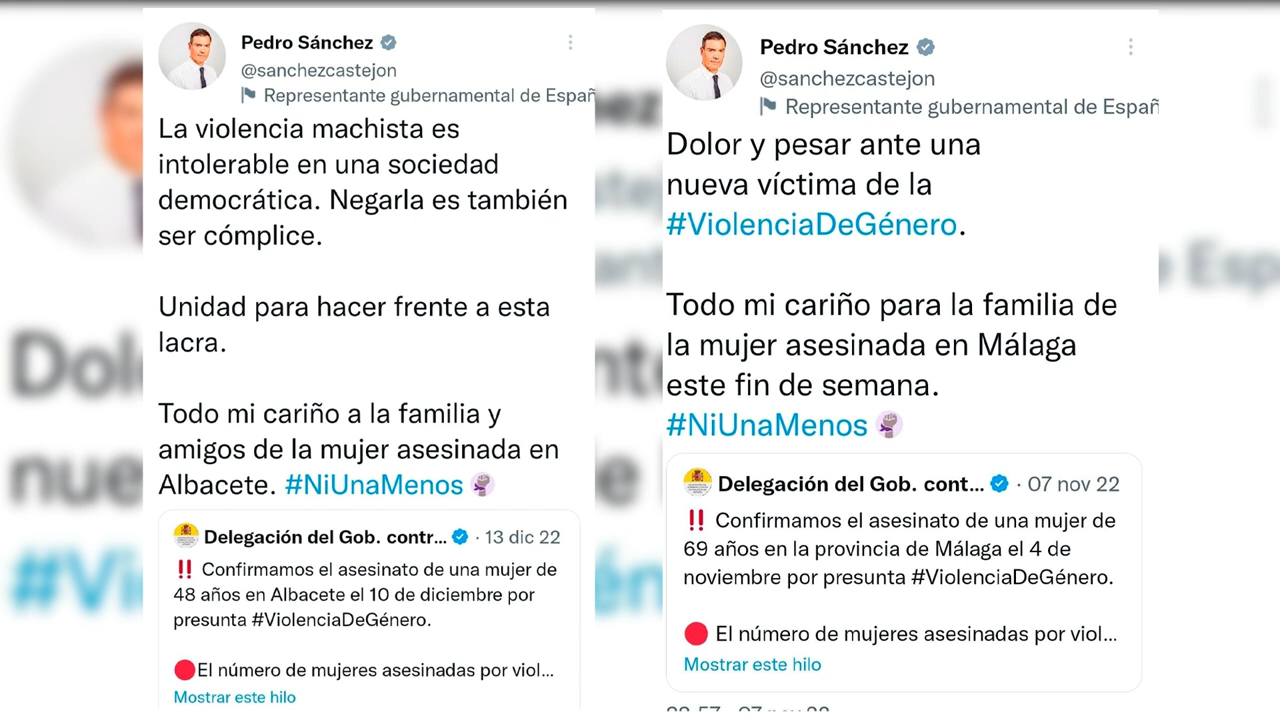 Pedro Sánchez
@sanchezcastejon
Representante gubernamental de Españ
La violencia machista es
intolerable en una sociedad
democrática. Negarla es también
ser cómplice.
Unidad para hacer frente a esta
lacra.
Todo mi cariño a la familia y
amigos de la mujer asesinada en
Albacete. #NiUnaMenos
Delegación del Gob. contr... · 13 dic 22
‼️ Confirmamos el asesinato de una mujer de
48 años en Albacete el 10 de diciembre por
presunta #ViolenciaDeGénero.
🔴El número de mujeres asesinadas por viol...
Mostrar este hilo
Pedro Sánchez
@sanchezcastejon
Representante gubernamental de Españ
Dolor y pesar ante una
nueva víctima de la
#ViolenciaDeGénero.
Todo mi cariño para la familia de
la mujer asesinada en Málaga
este fin de semana.
#NiUnaMenos
Delegación del Gob. cont... · 07 nov 22
‼️ Confirmamos el asesinato de una mujer de
69 años en la provincia de Málaga el 4 de
noviembre por presunta #ViolenciaDeGénero.
🔴 El número de mujeres asesinadas por viol...
Mostrar este hilo